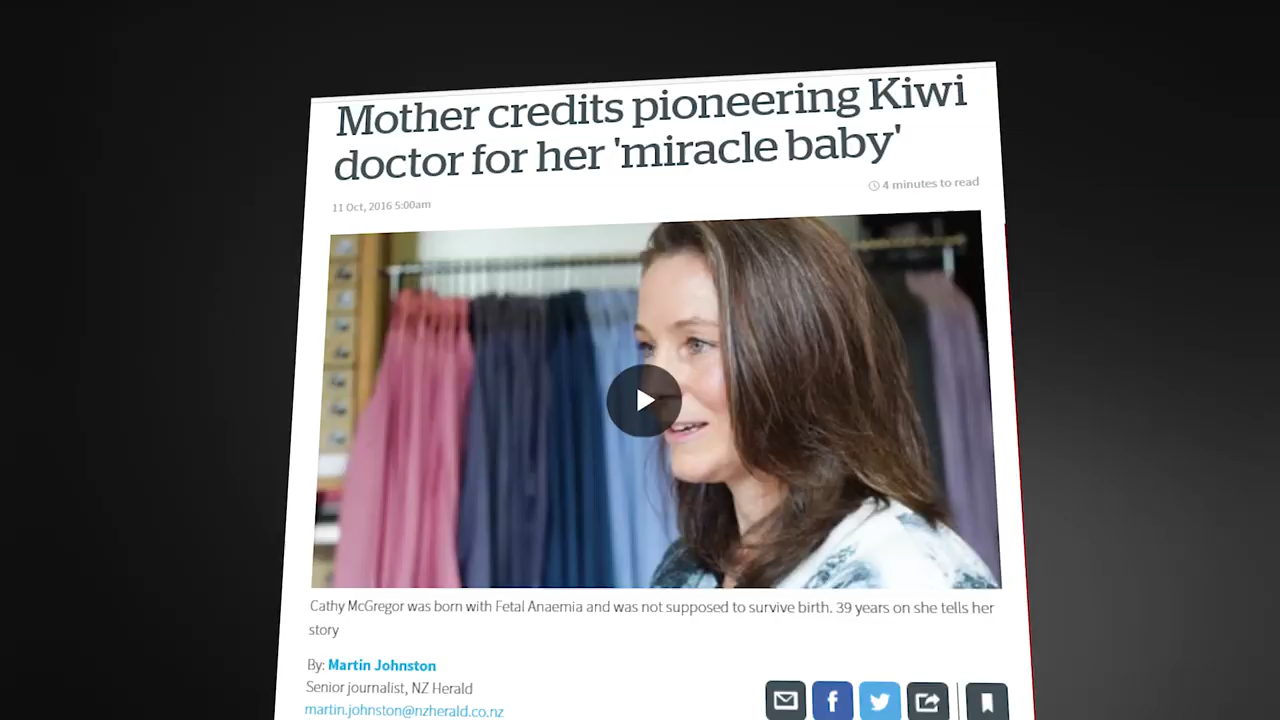 Mother credits pioneering Kiwi
doctor for her 'miracle baby'
4 minutes to read
11 Oct, 2016 5:00am
Cathy McGregor was born with Fetal Anaemia and was not supposed to survive birth. 39 years on she tells her
story
By: Martin Johnston
Senior journalist, NZ Herald
martin.johnston@nzherald.co.nz